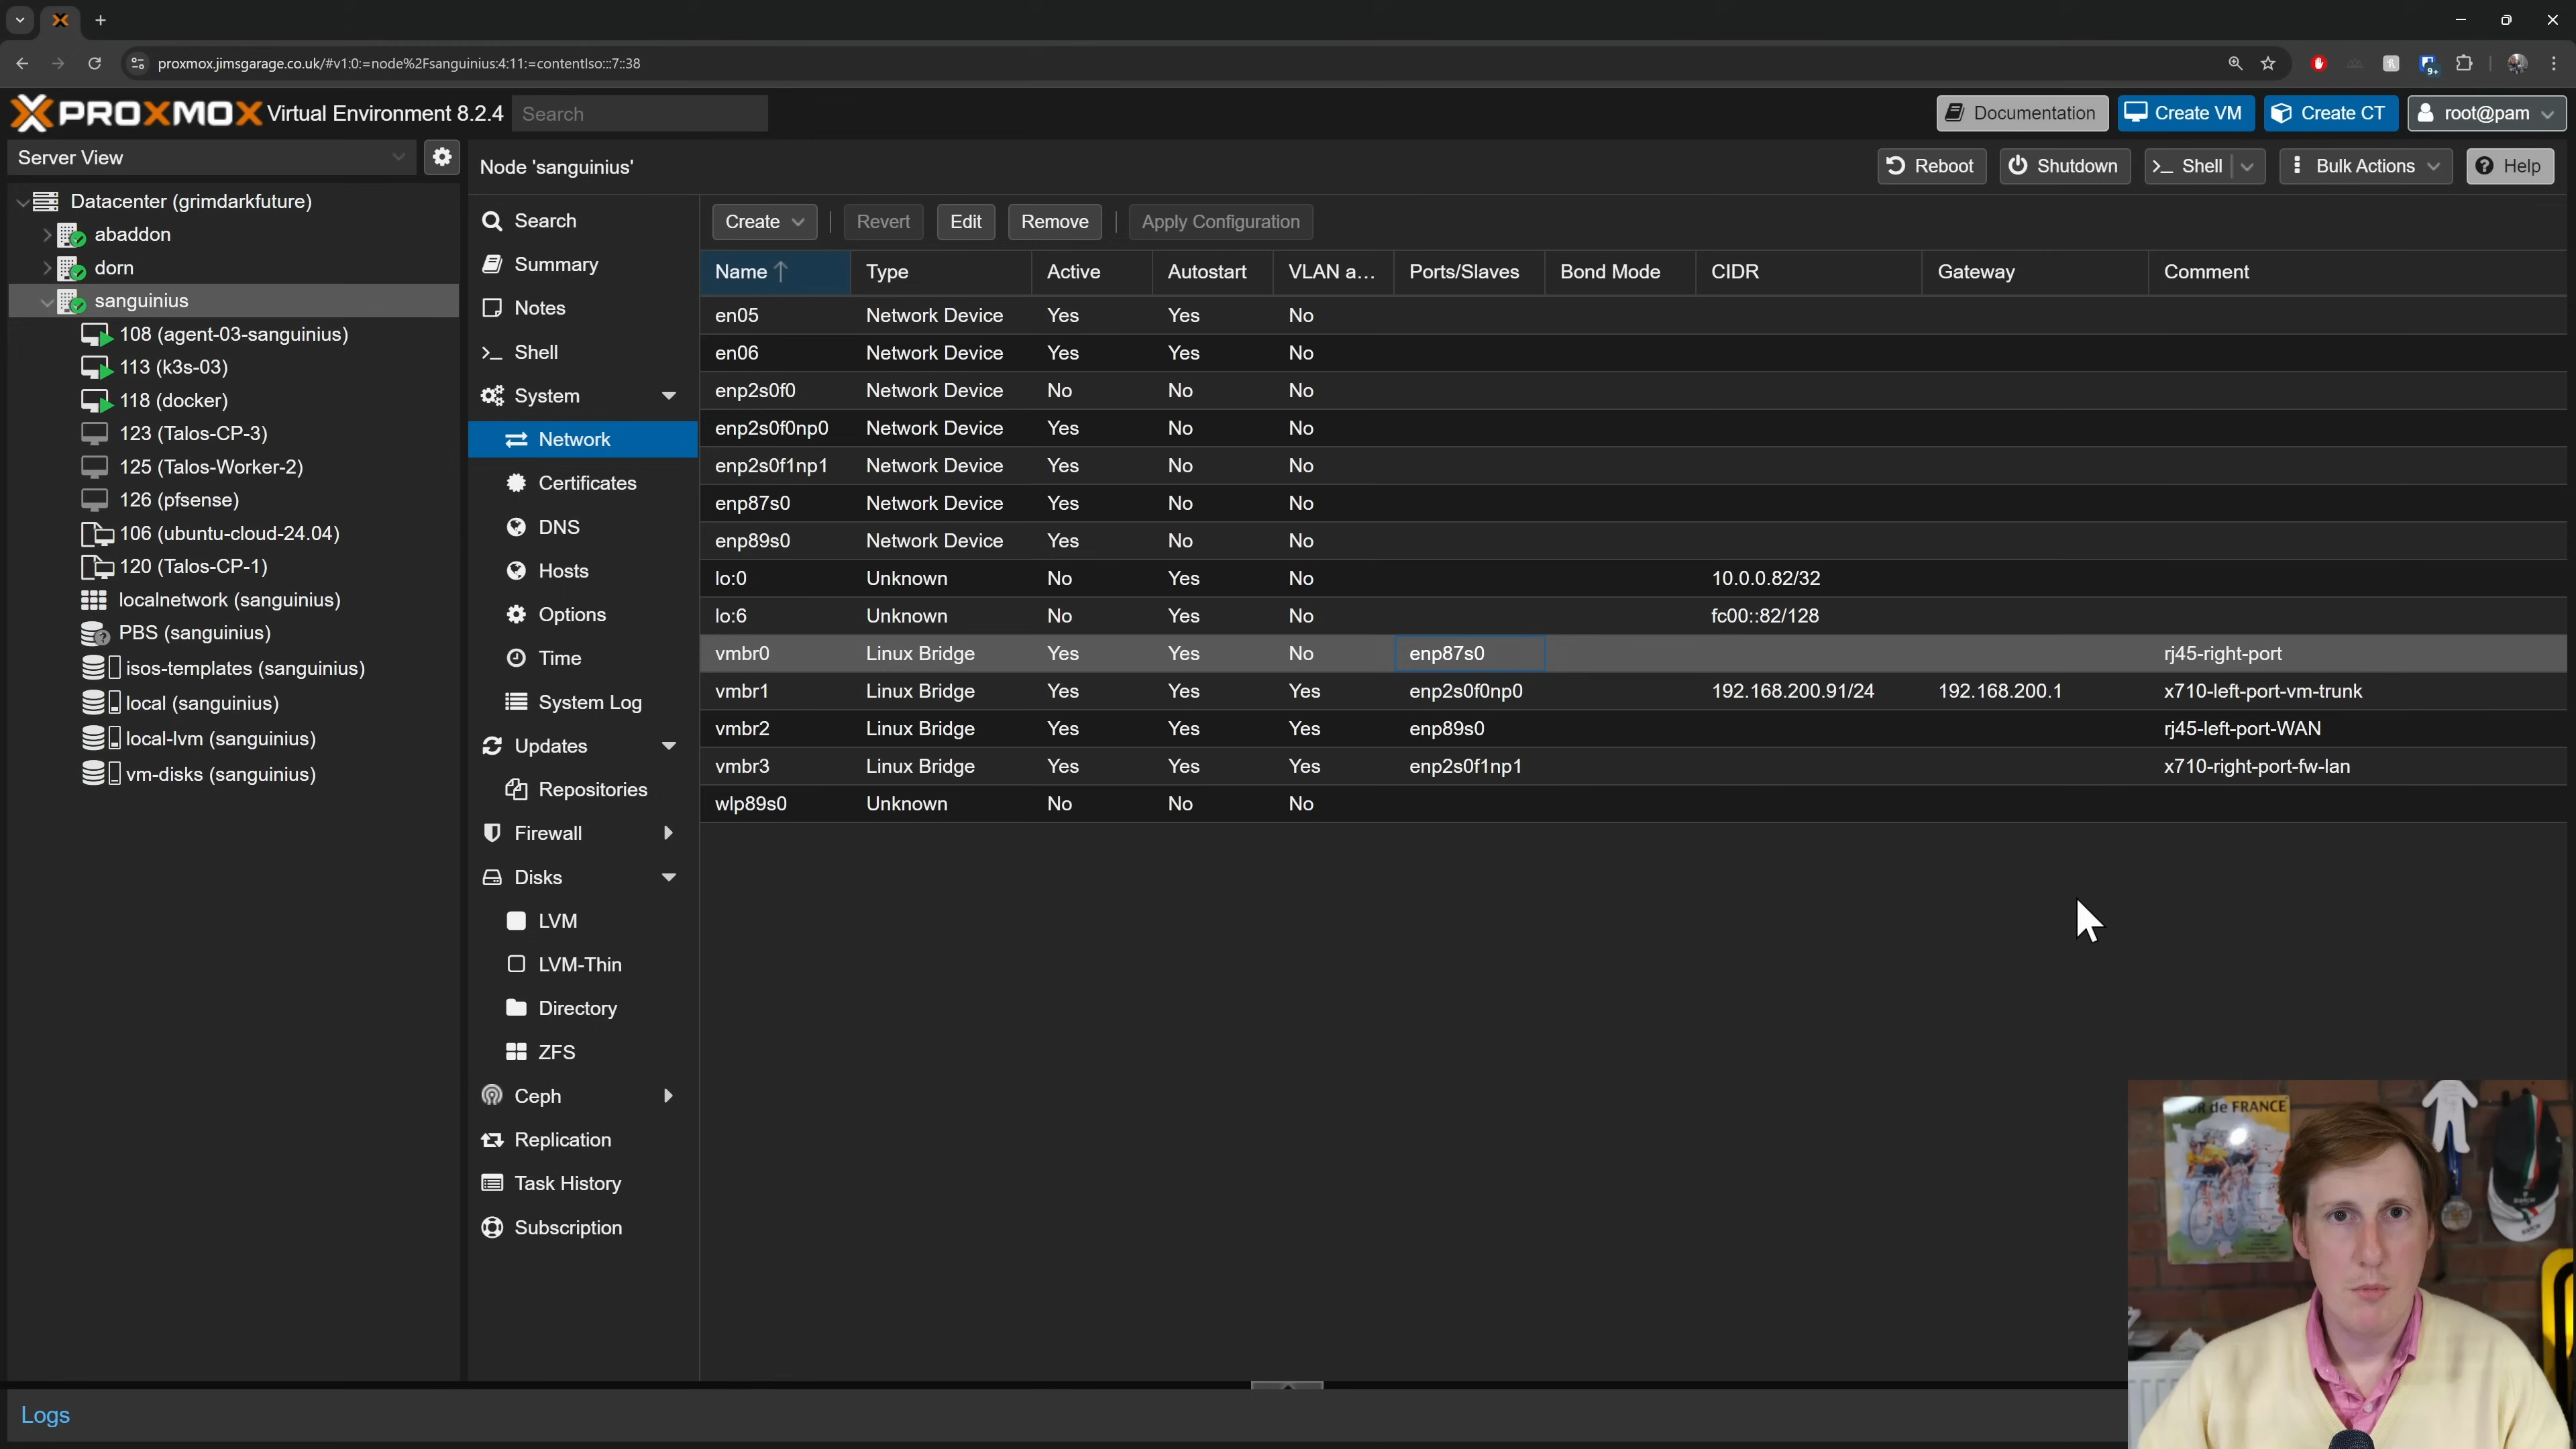 proxmox.jimsgarage.co.uk/#v1:0:=node%2Fsanguinius:4:11:=contentIso:::7::38
9+
PROXMOX Virtual Environment 8.2.4 Search
Documentation Create VM Create CT root@pam
Server View
Node 'sanguinius'
Reboot Shutdown >_ Shell Bulk Actions Help
Datacenter (grimdarkfuture)
abaddon
dorn
sanguinius
108 (agent-03-sanguinius)
113 (k3s-03)
118 (docker)
123 (Talos-CP-3)
125 (Talos-Worker-2)
126 (pfsense)
106 (ubuntu-cloud-24.04)
120 (Talos-CP-1)
localnetwork (sanguinius)
PBS (sanguinius)
isos-templates (sanguinius)
local (sanguinius)
local-lvm (sanguinius)
vm-disks (sanguinius)
Search
Summary
Notes
>_ Shell
System
Network
Certificates
DNS
Hosts
Options
Time
System Log
Updates
Repositories
Firewall
Disks
LVM
LVM-Thin
Directory
ZFS
Ceph
Replication
Task History
Subscription
Create Revert Edit Remove Apply Configuration
Name Type Active Autostart VLAN a... Ports/Slaves Bond Mode CIDR Gateway Comment
en05 Network Device Yes Yes No
en06 Network Device Yes Yes No
enp2s0f0 Network Device No No No
enp2s0f0np0 Network Device Yes No No
enp2s0f1np1 Network Device Yes No No
enp87s0 Network Device Yes No No
enp89s0 Network Device Yes No No
lo:0 Unknown No Yes No 10.0.0.82/32
lo:6 Unknown No Yes No fc00::82/128
vmbr0 Linux Bridge Yes Yes No enp87s0 rj45-right-port
vmbr1 Linux Bridge Yes Yes Yes enp2s0f0np0 192.168.200.91/24 192.168.200.1 x710-left-port-vm-trunk
vmbr2 Linux Bridge Yes Yes Yes enp89s0 rj45-left-port-WAN
vmbr3 Linux Bridge Yes Yes Yes enp2s0f1np1 x710-right-port-fw-lan
wlp89s0 Unknown No No No
de FRANCE
Logs